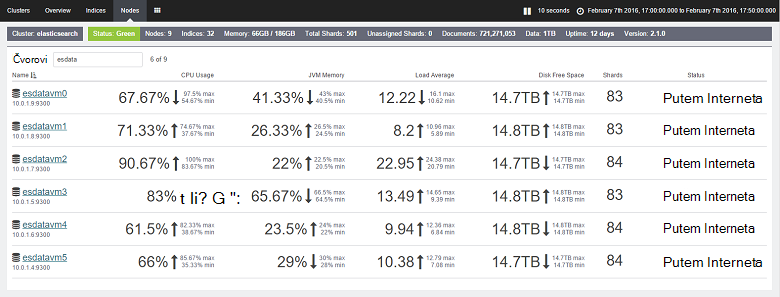 Clusters Overview Indices Nodes 10 seconds February 7th 2016, 17:00:00.000 to February 7th 2016, 17:50:00.000
Cluster: elasticsearch Status: Green Nodes: 9 Indices: 32 Memory: 66GB / 186GB Total Shards: 501 Unassigned Shards: 0 Documents: 721,271,053 Data: 1TB Uptime: 12 days Version: 2.1.0
Čvorovi esdata 6 of 9
Name CPU Usage JVM Memory Load Average Disk Free Space Shards Status
esdatavm0 67.67% 97.5% max 41.33% 43% max 12.22 16.1 max 14.7TB 14.7TB max 83 Putem Interneta
10.0.1.9:9300 54.67% min 40.5% min 10.62 min 14.7TB min
esdatavm1 71.33% 74.67% max 26.33% 26.5% max 8.2 10.96 max 14.8TB 14.8TB max 83 Putem Interneta
10.0.1.8:9300 37.67% min 24.5% min 5.89 min 14.8TB min
esdatavm2 90.67% 100% max 22% 22.5% max 22.95 24.38 max 14.7TB 14.7TB max 84 Putem Interneta
10.0.1.7:9300 83.67% min 20.5% min 20.79 min 14.7TB min
esdatavm3 83% t li? G ": 65.67% 66.5% max 13.49 14.65 max 14.8TB 14.8TB max 83 Putem Interneta
10.0.1.5:9300 64.5% min 9.39 min 14.8TB min
esdatavm4 61.5% 82.33% max 23.5% 24% max 9.94 12.36 max 14.8TB 14.8TB max 84 Putem Interneta
10.0.1.6:9300 38.67% min 22% min 6.84 min 14.8TB min
esdatavm5 66% 85.67% max 29% 30% max 10.38 12.79 max 14.7TB 14.7TB max 84 Putem Interneta
10.0.1.4:9300 35.33% min 28% min 7.08 min 14.7TB min